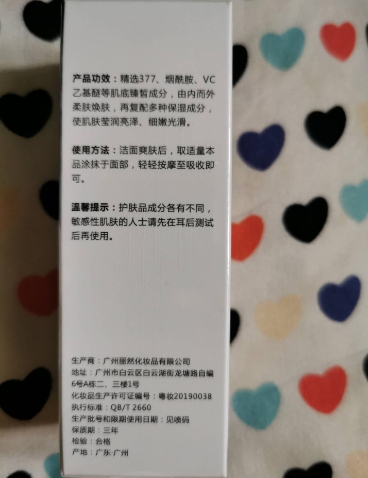 产品功效：精选377、烟酰胺、VC
乙基醚等肌底臻皙成分，由内而外
柔肤焕肤，再复配多种保湿成分，
使肌肤莹润亮泽、细嫩光滑。
使用方法：洁面爽肤后，取适量本
品涂抹于面部，轻轻按摩至吸收即
可。
温馨提示：护肤品成分各有不同，
敏感性肌肤的人士请先在耳后测试
后再使用。
生产商：广州丽然化妆品有限公司
地址：广州市白云区白云湖街龙塘路自编
6号A栋二、三楼1号
化妆品生产许可证编号：粤妆20190038
执行标准：QB/T 2660
生产批号和限期使用日期：见喷码
保质期：三年
检验：合格
产地：广东·广州